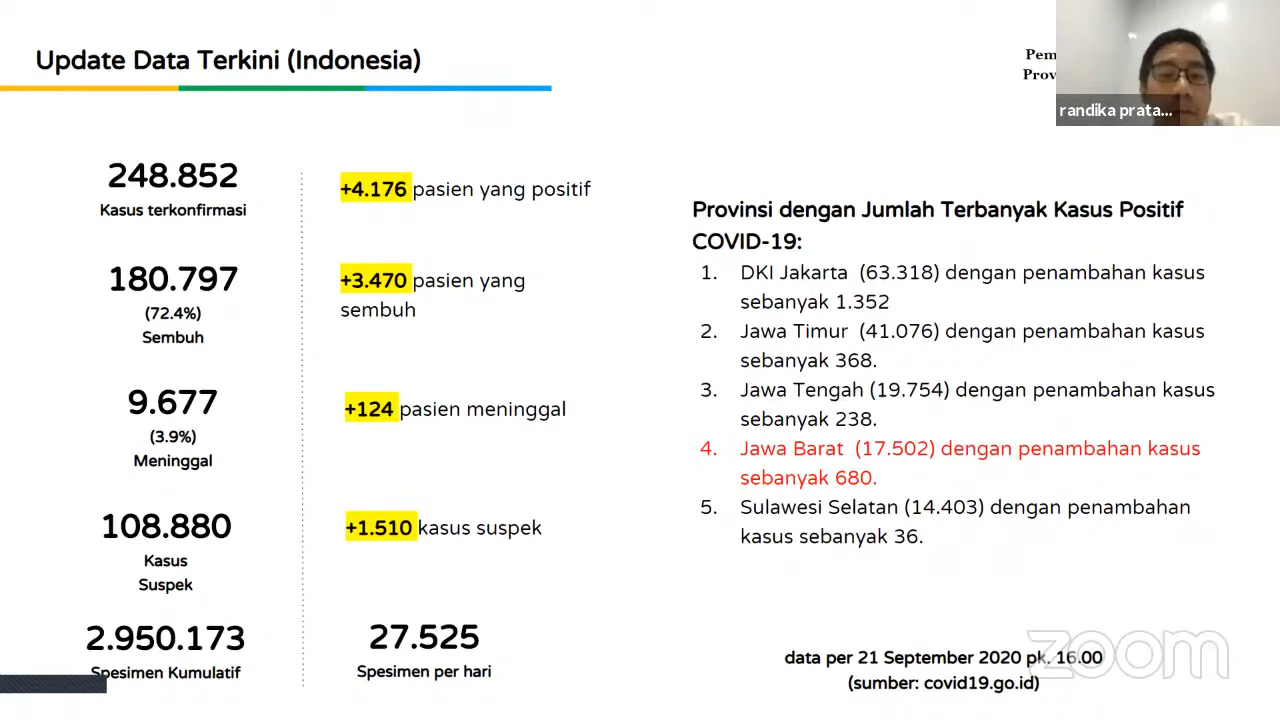 Update Data Terkini (Indonesia)
Pem
Prov
randika prata...
248.852
Kasus terkonfirmasi
+4.176 pasien yang positif
180.797
(72.4%)
Sembuh
+3.470 pasien yang
sembuh
9.677
(3.9%)
Meninggal
+124 pasien meninggal
108.880
Kasus
Suspek
+1.510 kasus suspek
2.950.173
Spesimen Kumulatif
27.525
Spesimen per hari
Provinsi dengan Jumlah Terbanyak Kasus Positif
COVID-19:
1. DKI Jakarta (63.318) dengan penambahan kasus
sebanyak 1.352
2. Jawa Timur (41.076) dengan penambahan kasus
sebanyak 368.
3. Jawa Tengah (19.754) dengan penambahan kasus
sebanyak 238.
4. Jawa Barat (17.502) dengan penambahan kasus
sebanyak 680.
5. Sulawesi Selatan (14.403) dengan penambahan
kasus sebanyak 36.
data per 21 September 2020 pk. 16.00
(sumber: covid19.go.id)
zoom